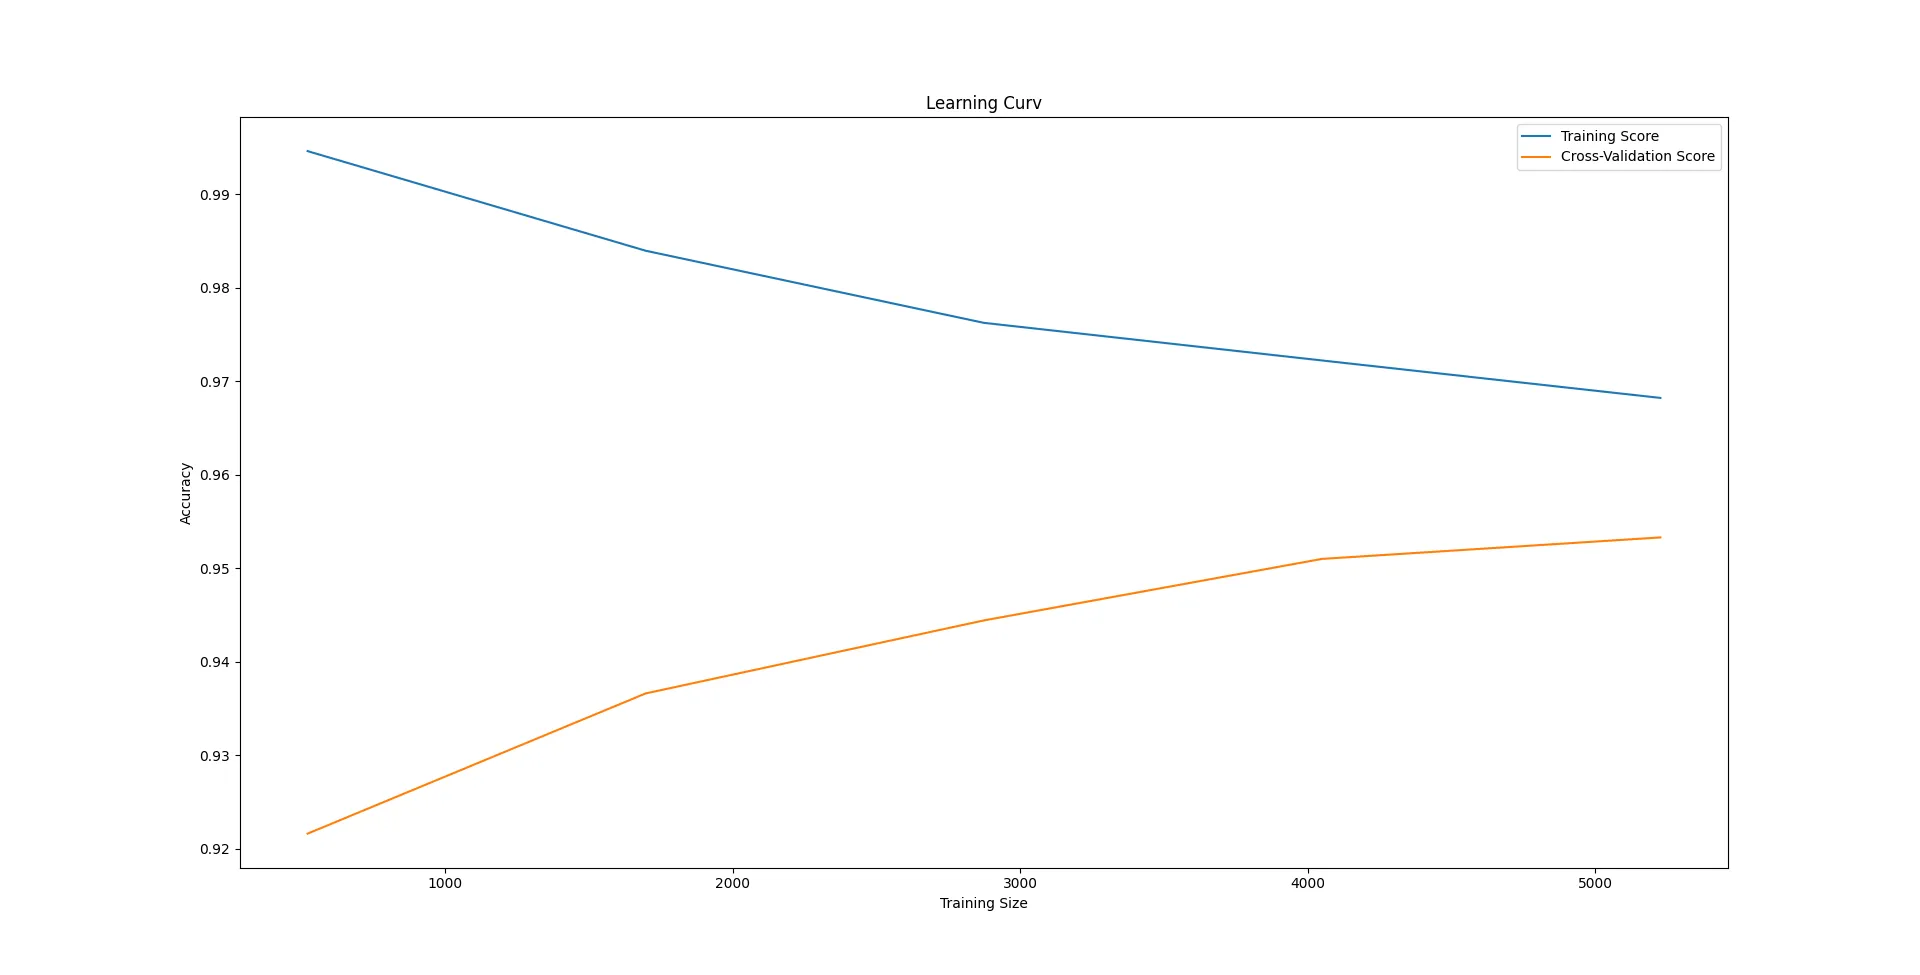 Learning Curv
Training Score
Cross-Validation Score
Accuracy
0.99
0.98
0.97
0.96
0.95
0.94
0.93
0.92
1000 2000 3000 4000 5000
Training Size